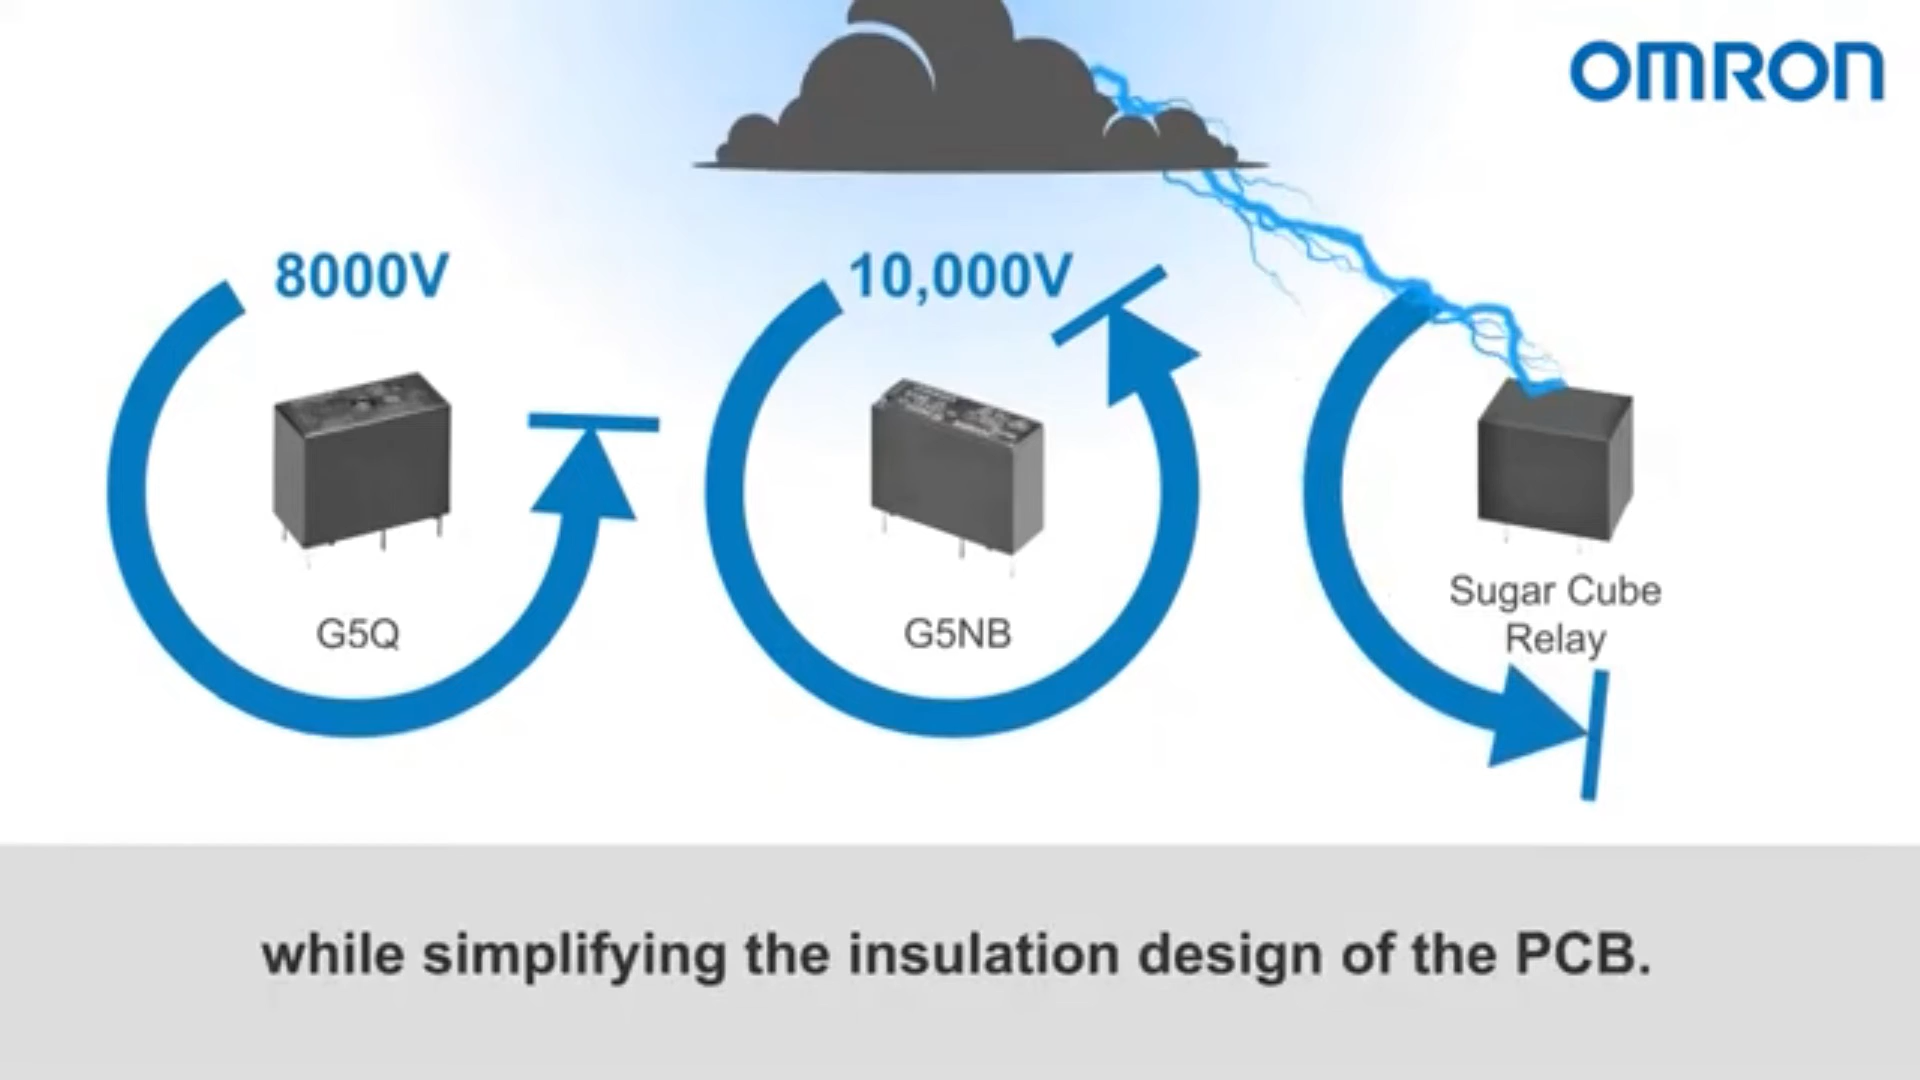 OMRON
8000V
10,000V
G5Q
G5NB
Sugar Cube
Relay
while simplifying the insulation design of the PCB.